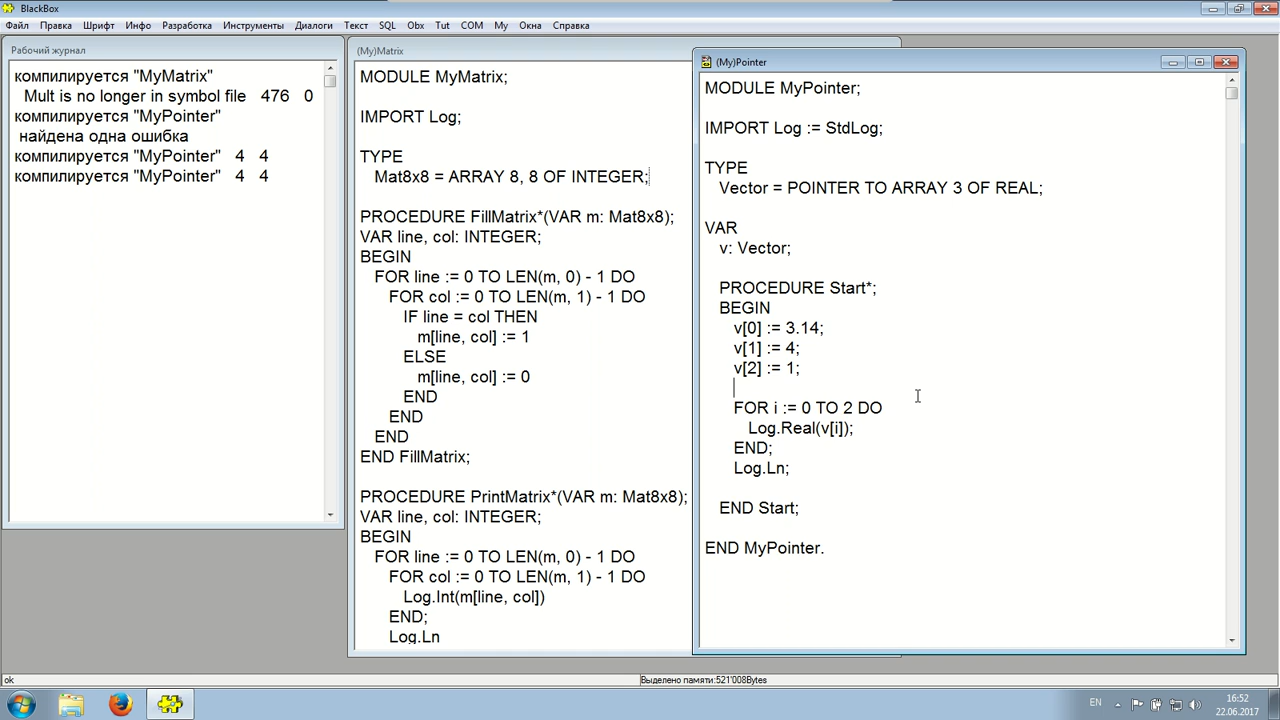 BlackBox
Файл Правка Шрифт Инфо Разработка Инструменты Диалоги Текст SQL Obx Tut COM My Окна Справка
Рабочий журнал
компилируется "MyMatrix"
Mult is no longer in symbol file 476 0
компилируется "MyPointer"
найдена одна ошибка
компилируется "MyPointer" 4 4
компилируется "MyPointer" 4 4
(My)Matrix
MODULE MyMatrix;
IMPORT Log;
TYPE
Mat8x8 = ARRAY 8, 8 OF INTEGER;
PROCEDURE FillMatrix*(VAR m: Mat8x8);
VAR line, col: INTEGER;
BEGIN
FOR line := 0 TO LEN(m, 0) - 1 DO
FOR col := 0 TO LEN(m, 1) - 1 DO
IF line = col THEN
m[line, col] := 1
ELSE
m[line, col] := 0
END
END
END
END FillMatrix;
PROCEDURE PrintMatrix*(VAR m: Mat8x8);
VAR line, col: INTEGER;
BEGIN
FOR line := 0 TO LEN(m, 0) - 1 DO
FOR col := 0 TO LEN(m, 1) - 1 DO
Log.Int(m[line, col])
END;
Log.Ln
(My)Pointer
MODULE MyPointer;
IMPORT Log := StdLog;
TYPE
Vector = POINTER TO ARRAY 3 OF REAL;
VAR
v: Vector;
PROCEDURE Start*;
BEGIN
v[0] := 3.14;
v[1] := 4;
v[2] := 1;
FOR i := 0 TO 2 DO
Log.Real(v[i]);
END;
Log.Ln;
END Start;
END MyPointer.
ok
Выделено памяти:521'008Bytes
EN
16:52
22.06.2017